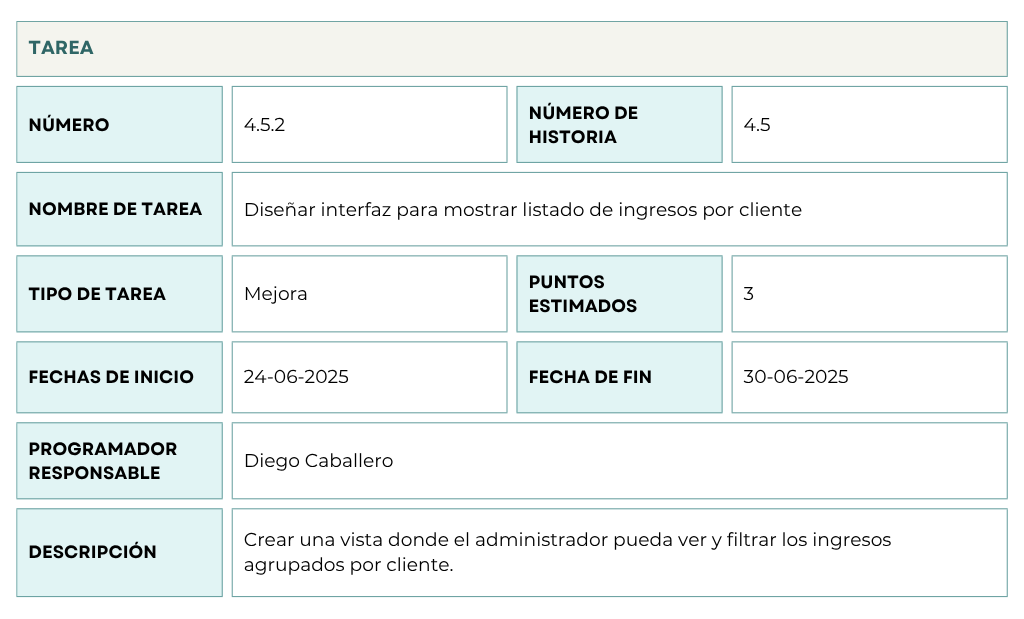 TAREA
NÚMERO
4.5.2
NÚMERO DE
HISTORIA
4.5
NOMBRE DE TAREA
Diseñar interfaz para mostrar listado de ingresos por cliente
TIPO DE TAREA
Mejora
PUNTOS
ESTIMADOS
3
FECHAS DE INICIO
24-06-2025
FECHA DE FIN
30-06-2025
PROGRAMADOR
RESPONSABLE
Diego Caballero
DESCRIPCIÓN
Crear una vista donde el administrador pueda ver y filtrar los ingresos
agrupados por cliente.